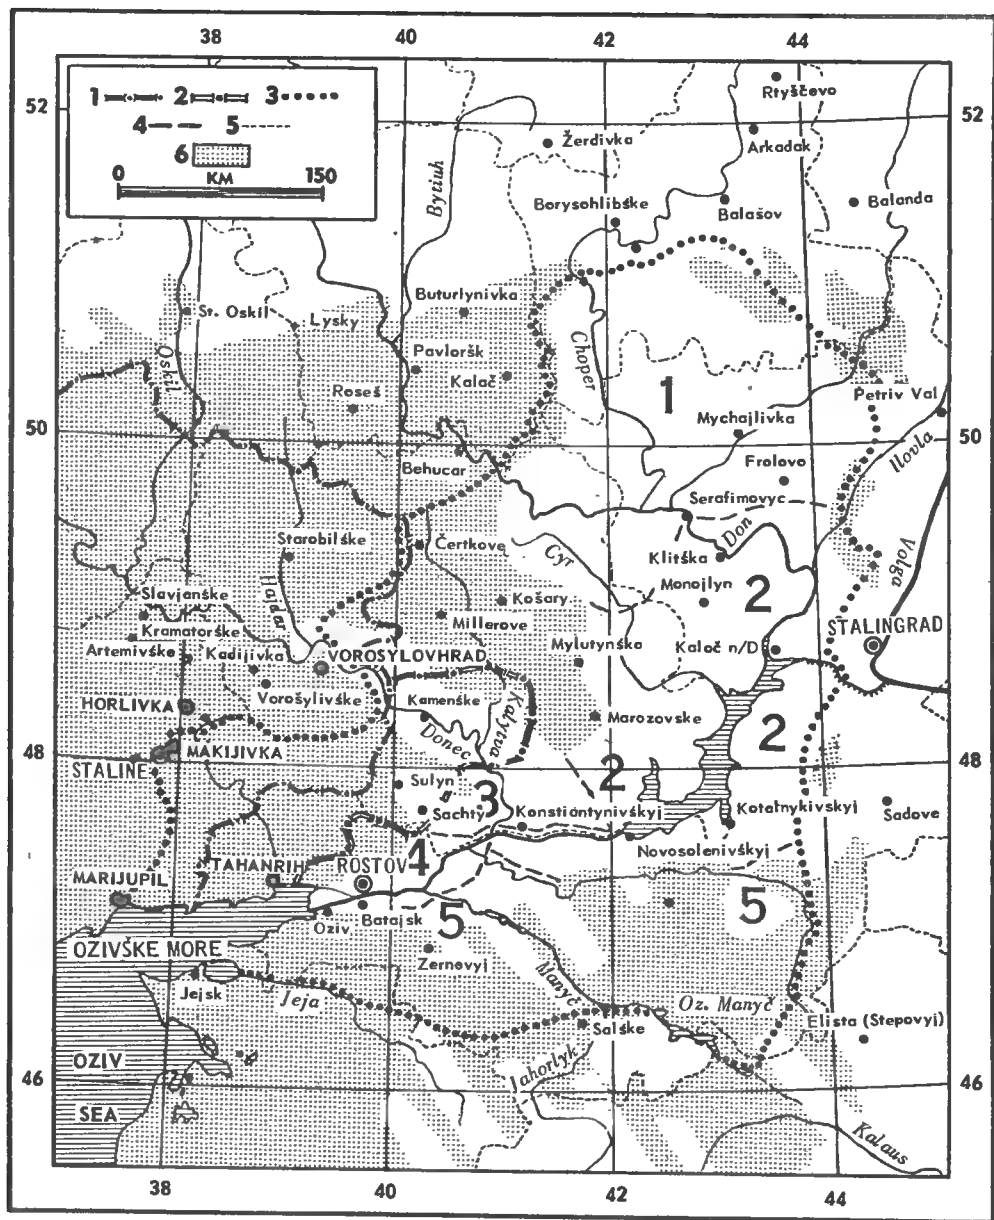 38 40 42 44
1 2 3
4 5
6
KM
0 150
52 52
Rtyščevo
Žerdivka
Arkadak
Bytiuh
Borysohlibśke
Balašov
Balanda
Buturlynivka
St. Oskil
Lysky
Oskil
Pavloršk
Choper
Roseš
Kalač
1
Petriv Val
Mychajlivka
50 50
Ilovla
Behucar
Frolovo
Serafimovyc
Don
Starobilśke
Čertkove
Cyr
Klitśka
Volga
Hajdar
Monojlyn
Slavjanśke
Košary
2
Kramatorśke
Millerove
STALINGRAD
Artemivśke
Kadijivka
VOROSYLOVHRAD
Mylutynśka
Kaloč n/D
Vorošylivśke
Kamenśke
Kalytva
HORLIVKA
Marozovske
Donec
2
MAKIJIVKA
48 48
STALINE
Sulyn
3
2
Sachty
Konstiantynivśkyj
Kotelnykivskyj
Sadove
4
Novosolenivśkyj
TAHANRIH
ROSTOV
MARIJUPIL
5
5
Oziv
Batajsk
OZIVŠKE MORE
Zernovyj
Manyč
Jejsk
Jeja
Oz. Manyč
Salśke
Elista (Stepovyj)
OZIV
Jahorlyk
46 46
SEA
Kalaus
38 40 42 44